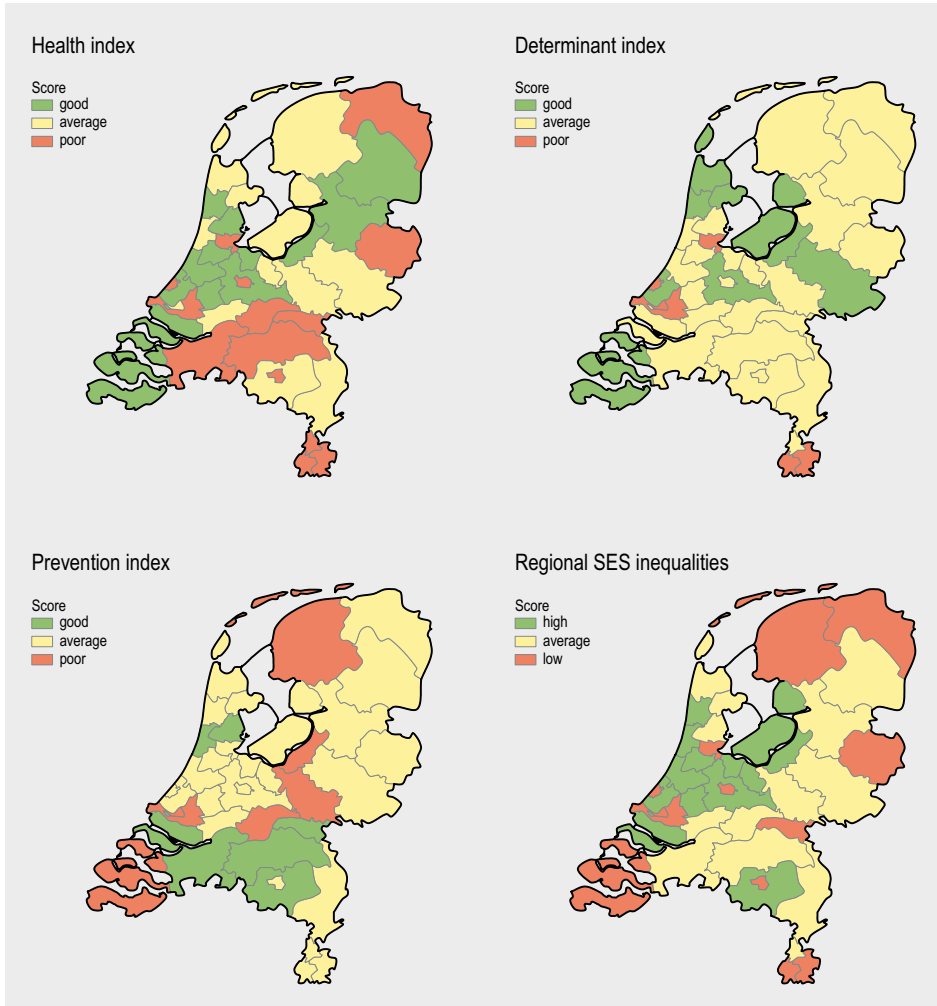 Health index
Score
good
average
poor
Determinant index
Score
good
average
poor
Prevention index
Score
good
average
poor
Regional SES inequalities
Score
high
average
low